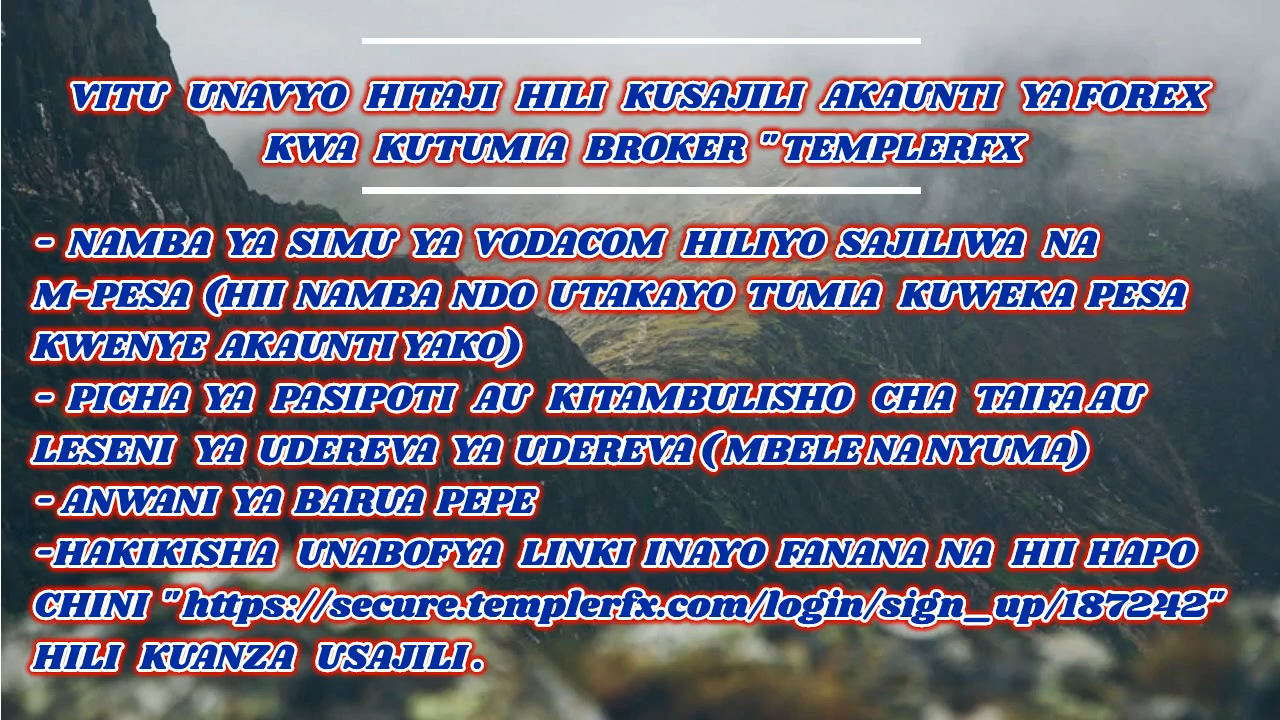 VITU UNAVYO HITAJI HILI KUSAJILI AKAUNTI YA FOREX
KWA KUTUMIA BROKER "TEMPLERFX
- NAMBA YA SIMU YA VODACOM HILIYO SAJILIWA NA
M-PESA (HII NAMBA NDO UTAKAYO TUMIA KUWEKA PESA
KWENYE AKAUNTI YAKO)
- PICHA YA PASIPOTI AU KITAMBULISHO CHA TAIFA AU
LESENI YA UDEREVA YA UDEREVA (MBELE NA NYUMA)
- ANWANI YA BARUA PEPE
-HAKIKISHA UNABOFYA LINKI INAYO FANANA NA HII HAPO
CHINI "https://secure.templerfx.com/login/sign_up/187242"
HILI KUANZA USAJILI.